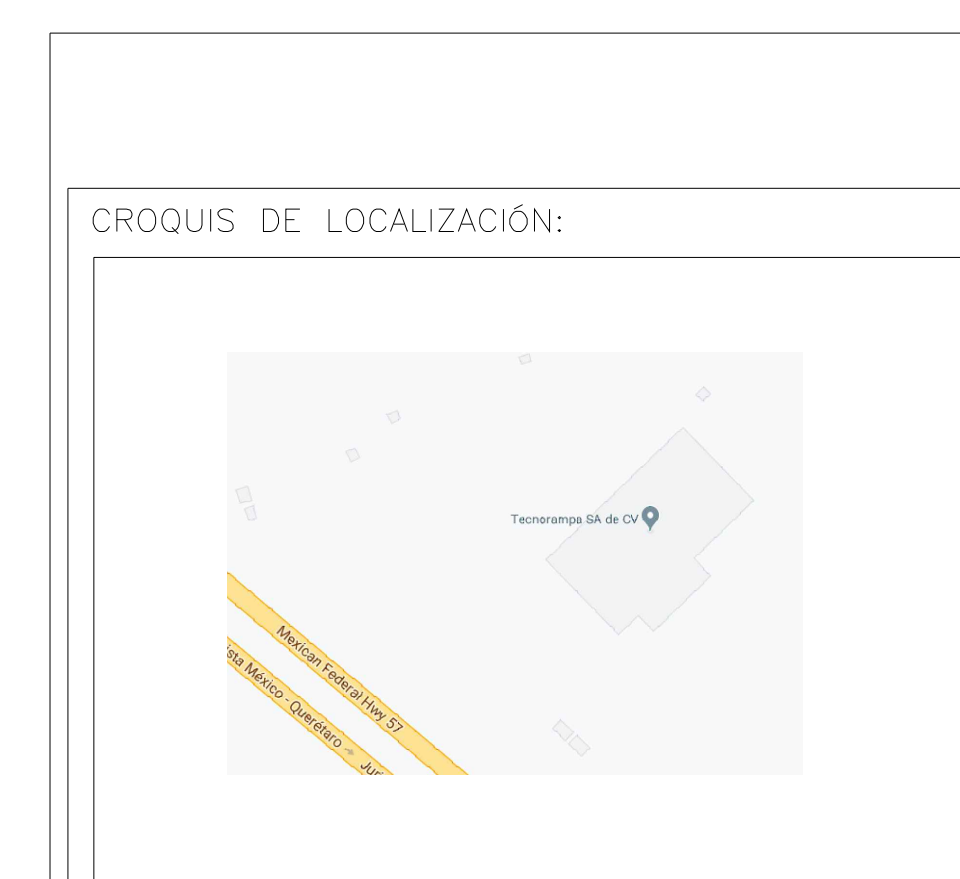 CROQUIS DE LOCALIZACIÓN:
Tecnorampa SA de CV
Mexican Federal Hwy 57
ista México - Querétaro